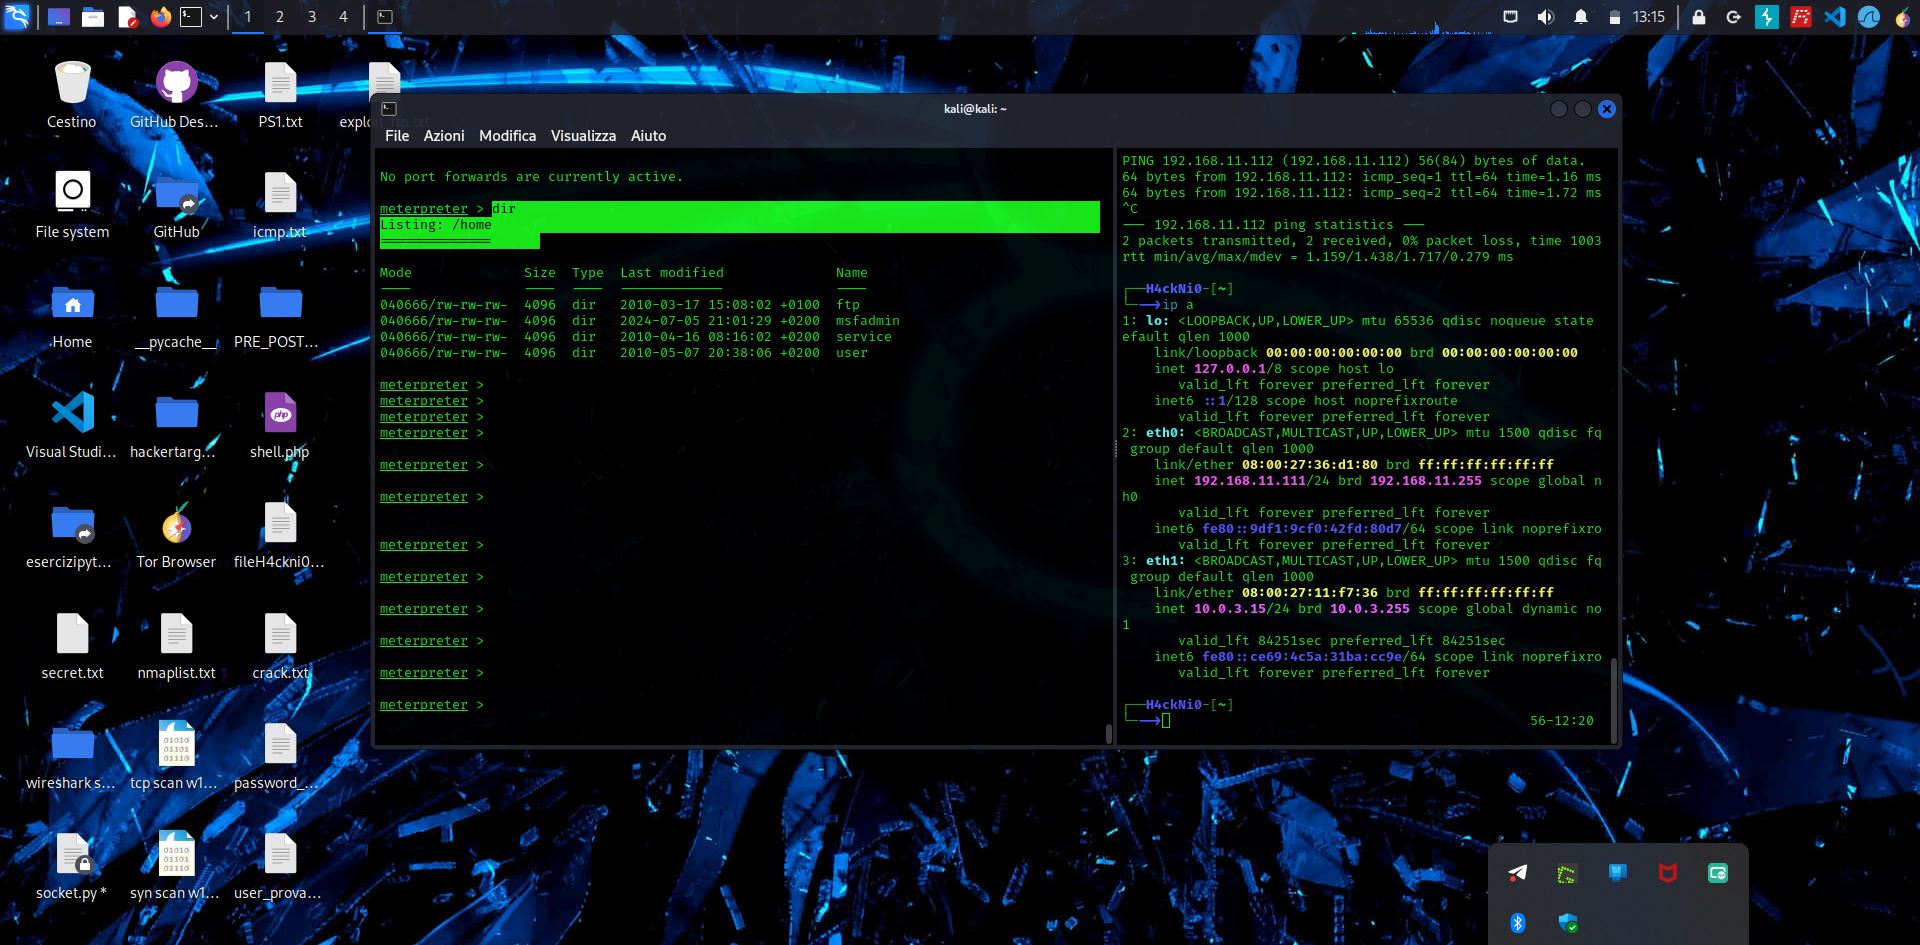 1 2 3 4
13:15
Cestino
GitHub Des...
PS1.txt
File system
GitHub
icmp.txt
Home
__pycache__
PRE_POST...
Visual Studi...
hackertarg...
shell.php
esercizipyt...
Tor Browser
fileH4ckni0...
secret.txt
nmaplist.txt
crack.txt
wireshark s...
tcp scan w1...
password_...
socket.py *
syn scan w1...
user_prova...
kali@kali: ~
File Azioni Modifica Visualizza Aiuto
No port forwards are currently active.
meterpreter > dir
Listing: /home
==============
Mode Size Type Last modified Name
---- ---- ---- ------------- ----
040666/rw-rw-rw- 4096 dir 2010-03-17 15:08:02 +0100 ftp
040666/rw-rw-rw- 4096 dir 2024-07-05 21:01:29 +0200 msfadmin
040666/rw-rw-rw- 4096 dir 2010-04-16 08:16:02 +0200 service
040666/rw-rw-rw- 4096 dir 2010-05-07 20:38:06 +0200 user
meterpreter >
meterpreter >
meterpreter >
meterpreter >
meterpreter >
meterpreter >
meterpreter >
meterpreter >
meterpreter >
meterpreter >
meterpreter >
meterpreter >
PING 192.168.11.112 (192.168.11.112) 56(84) bytes of data.
64 bytes from 192.168.11.112: icmp_seq=1 ttl=64 time=1.16 ms
64 bytes from 192.168.11.112: icmp_seq=2 ttl=64 time=1.72 ms
^C
--- 192.168.11.112 ping statistics ---
2 packets transmitted, 2 received, 0% packet loss, time 1003
rtt min/avg/max/mdev = 1.159/1.438/1.717/0.279 ms
┌──H4ckNi0-[~]
└───>ip a
1: lo: <LOOPBACK,UP,LOWER_UP> mtu 65536 qdisc noqueue state
efault qlen 1000
link/loopback 00:00:00:00:00:00 brd 00:00:00:00:00:00
inet 127.0.0.1/8 scope host lo
valid_lft forever preferred_lft forever
inet6 ::1/128 scope host noprefixroute
valid_lft forever preferred_lft forever
2: eth0: <BROADCAST,MULTICAST,UP,LOWER_UP> mtu 1500 qdisc fq
group default qlen 1000
link/ether 08:00:27:36:d1:80 brd ff:ff:ff:ff:ff:ff
inet 192.168.11.111/24 brd 192.168.11.255 scope global n
h0
valid_lft forever preferred_lft forever
inet6 fe80::9df1:9cf0:42fd:80d7/64 scope link noprefixro
valid_lft forever preferred_lft forever
3: eth1: <BROADCAST,MULTICAST,UP,LOWER_UP> mtu 1500 qdisc fq
group default qlen 1000
link/ether 08:00:27:11:f7:36 brd ff:ff:ff:ff:ff:ff
inet 10.0.3.15/24 brd 10.0.3.255 scope global dynamic no
1
valid_lft 84251sec preferred_lft 84251sec
inet6 fe80::ce69:4c5a:31ba:cc9e/64 scope link noprefixro
valid_lft forever preferred_lft forever
┌──H4ckNi0-[~]
└───> 56-12:20